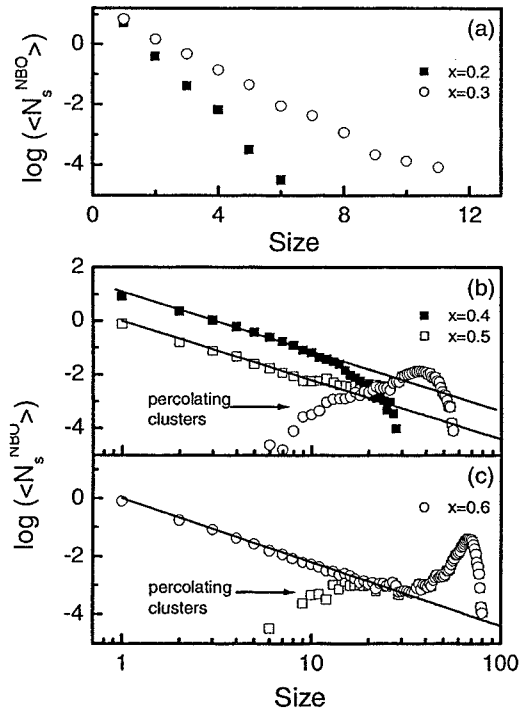 (a)
0
x=0.2
x=0.3
-2
-4
log (<N_s^NBO>)
0
4
8
12
Size
(b)
2
0
x=0.4
x=0.5
-2
percolating
clusters
-4
log (<N_s^NBO>)
(c)
0
x=0.6
-2
percolating
clusters
-4
1
10
100
Size